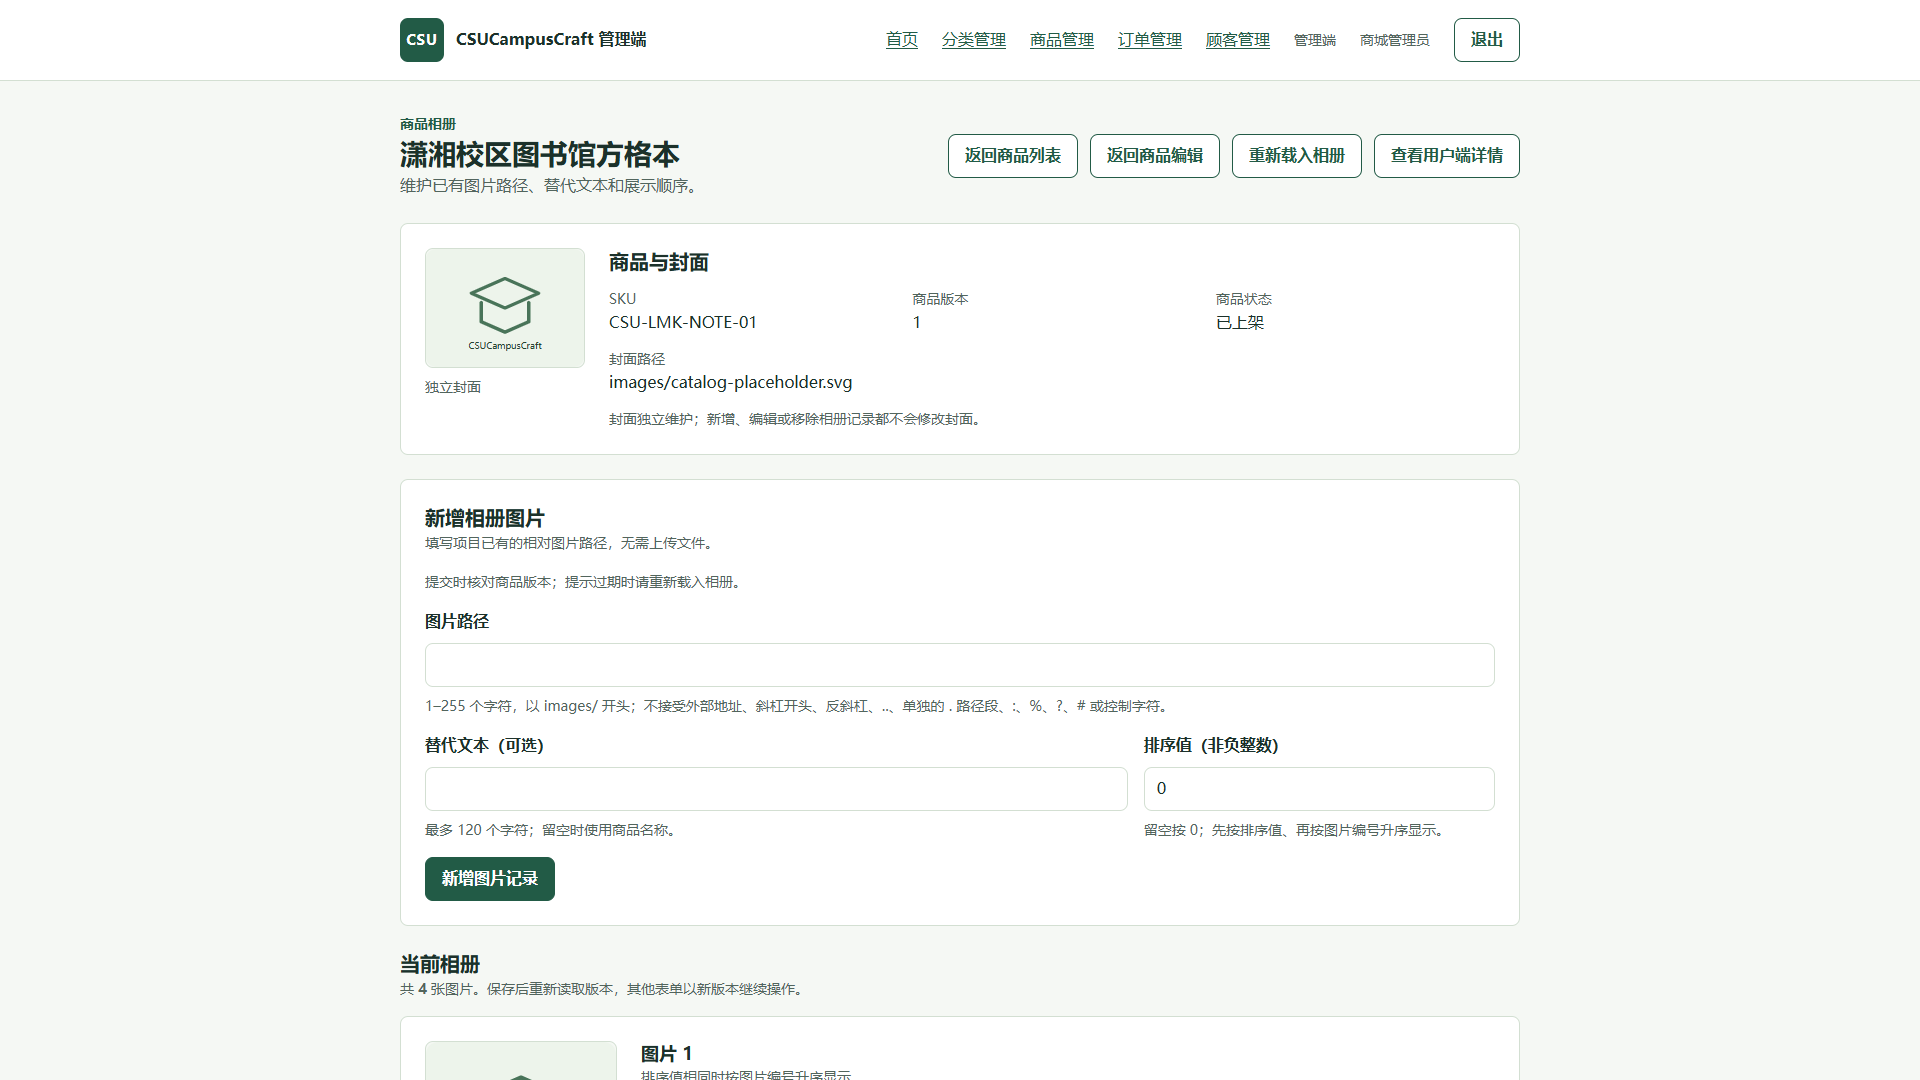 CSU
CSUCampusCraft 管理端
首页 分类管理 商品管理 订单管理 顾客管理 管理端 商城管理员 退出
商品相册
潇湘校区图书馆方格本
维护已有图片路径、替代文本和展示顺序。
返回商品列表 返回商品编辑 重新载入相册 查看用户端详情
CSUCampusCraft
独立封面
商品与封面
SKU 商品版本 商品状态
CSU-LMK-NOTE-01 1 已上架
封面路径
images/catalog-placeholder.svg
封面独立维护；新增、编辑或移除相册记录都不会修改封面。
新增相册图片
填写项目已有的相对图片路径，无需上传文件。
提交时核对商品版本；提示过期时请重新载入相册。
图片路径
1–255 个字符，以 images/ 开头；不接受外部地址、斜杠开头、反斜杠、..、单独的 . 路径段、:、%、?、# 或控制字符。
替代文本（可选） 排序值（非负整数）
0
最多 120 个字符；留空时使用商品名称。 留空按 0；先按排序值、再按图片编号升序显示。
新增图片记录
当前相册
共 4 张图片。保存后重新读取版本，其他表单以新版本继续操作。
图片 1
排序值相同时按图片编号升序显示